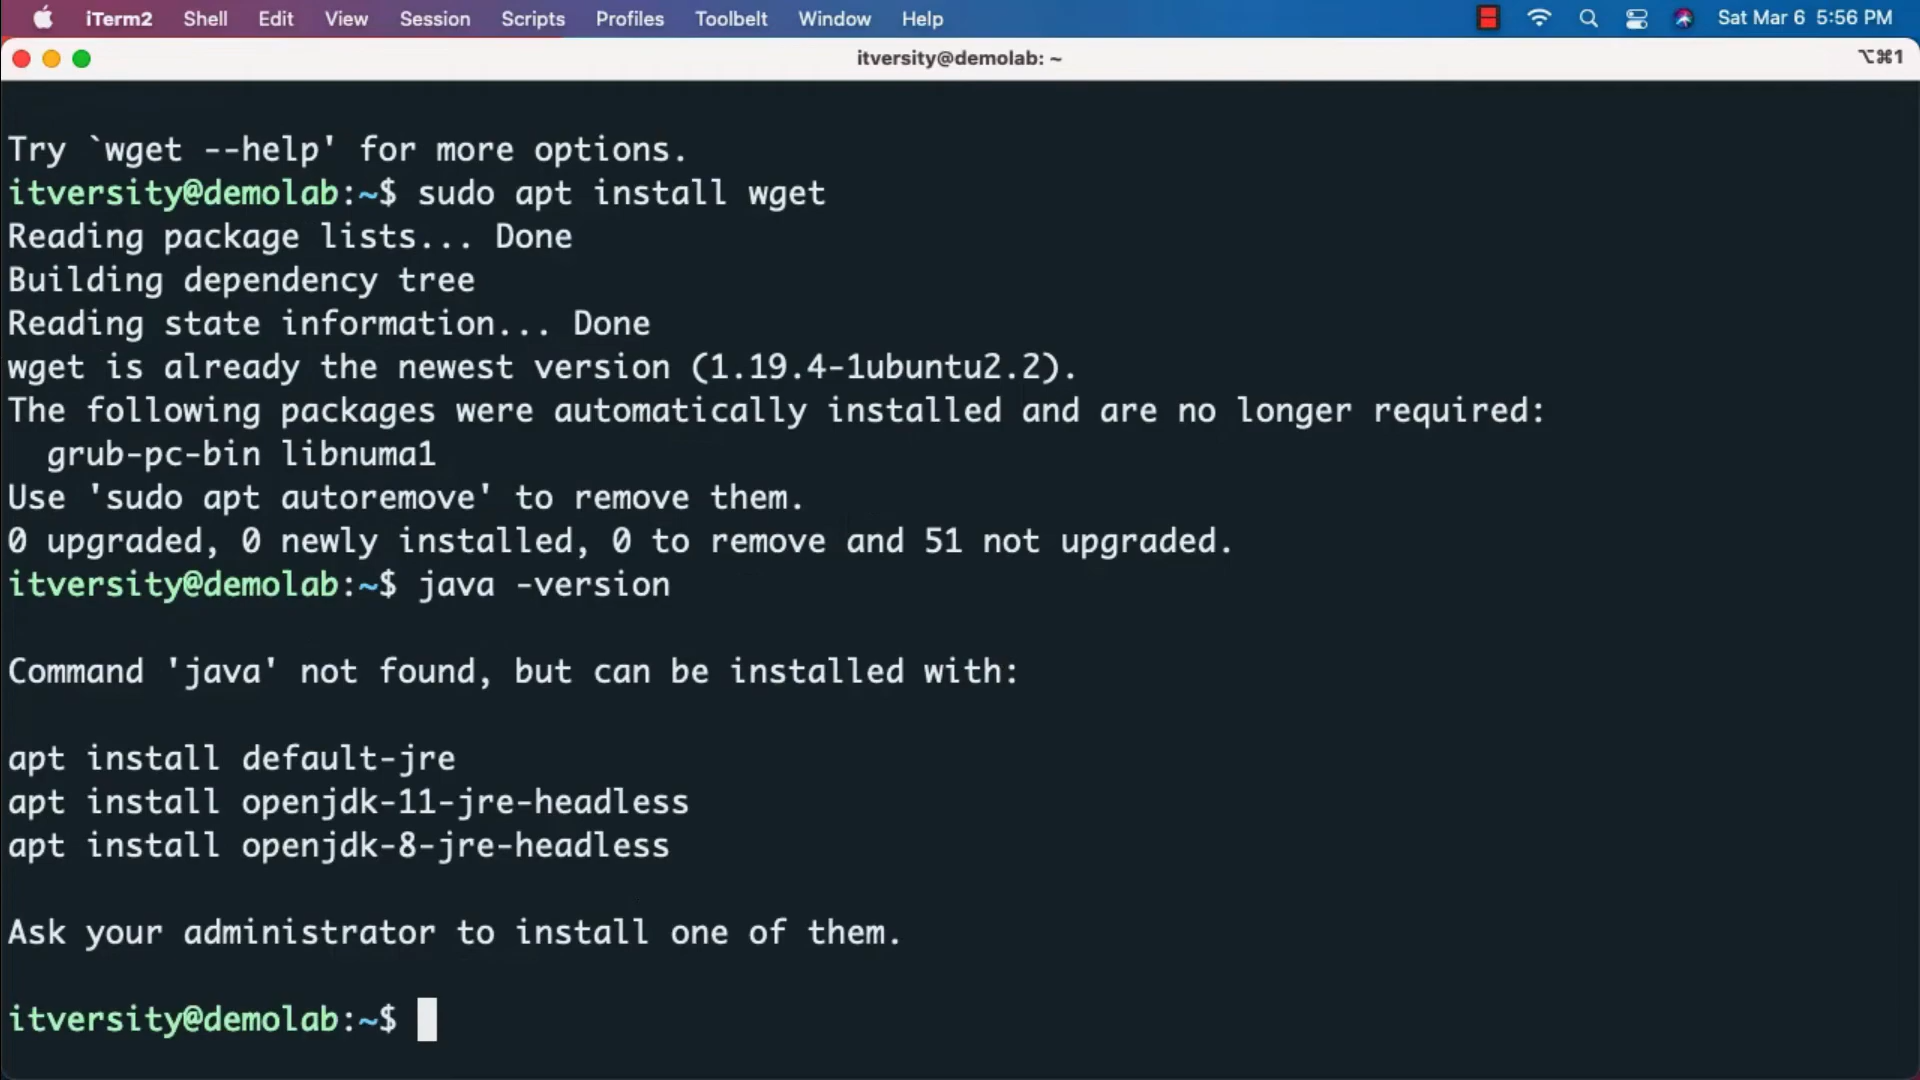 iTerm2 Shell Edit View Session Scripts Profiles Toolbelt Window Help Sat Mar 6 5:56 PM
itversity@demolab: ~ ⌥⌘1
Try `wget --help' for more options.
itversity@demolab:~$ sudo apt install wget
Reading package lists... Done
Building dependency tree
Reading state information... Done
wget is already the newest version (1.19.4-1ubuntu2.2).
The following packages were automatically installed and are no longer required:
  grub-pc-bin libnuma1
Use 'sudo apt autoremove' to remove them.
0 upgraded, 0 newly installed, 0 to remove and 51 not upgraded.
itversity@demolab:~$ java -version
Command 'java' not found, but can be installed with:
apt install default-jre
apt install openjdk-11-jre-headless
apt install openjdk-8-jre-headless
Ask your administrator to install one of them.
itversity@demolab:~$